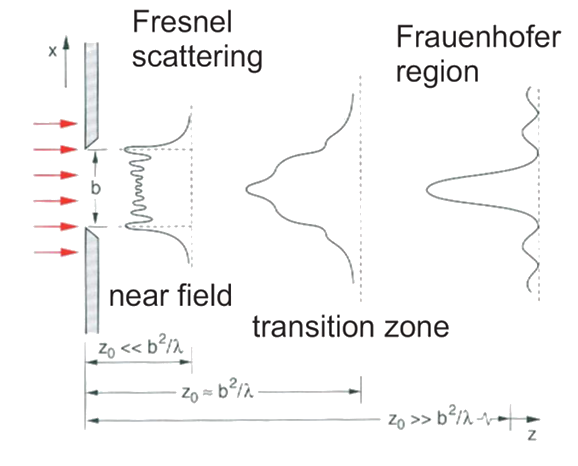 Fresnel
scattering
Frauenhofer
region
x
b
near field
transition zone
z₀ << b²/λ
z₀ ≈ b²/λ
z₀ >> b²/λ
z